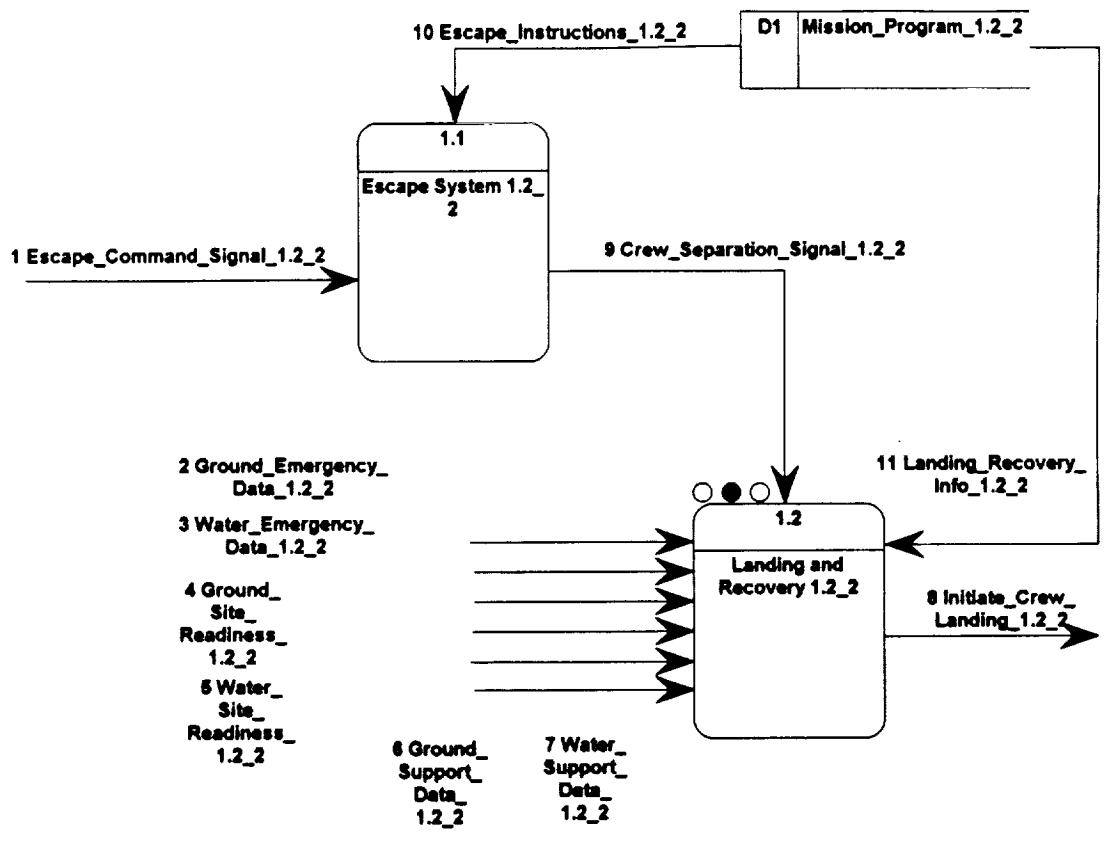 10 Escape_Instructions_1.2_2
D1
Mission_Program_1.2_2
1.1
Escape System 1.2_
2
1 Escape_Command_Signal_1.2_2
9 Crew_Separation_Signal_1.2_2
2 Ground_Emergency_
Data_1.2_2
11 Landing_Recovery_
Info_1.2_2
3 Water_Emergency_
Data_1.2_2
1.2
Landing and
Recovery 1.2_2
4 Ground_
Site_
Readiness_
1.2_2
8 Initiate_Crew_
Landing_1.2_2
5 Water_
Site_
Readiness_
1.2_2
6 Ground_
Support_
Data_
1.2_2
7 Water_
Support_
Data_
1.2_2